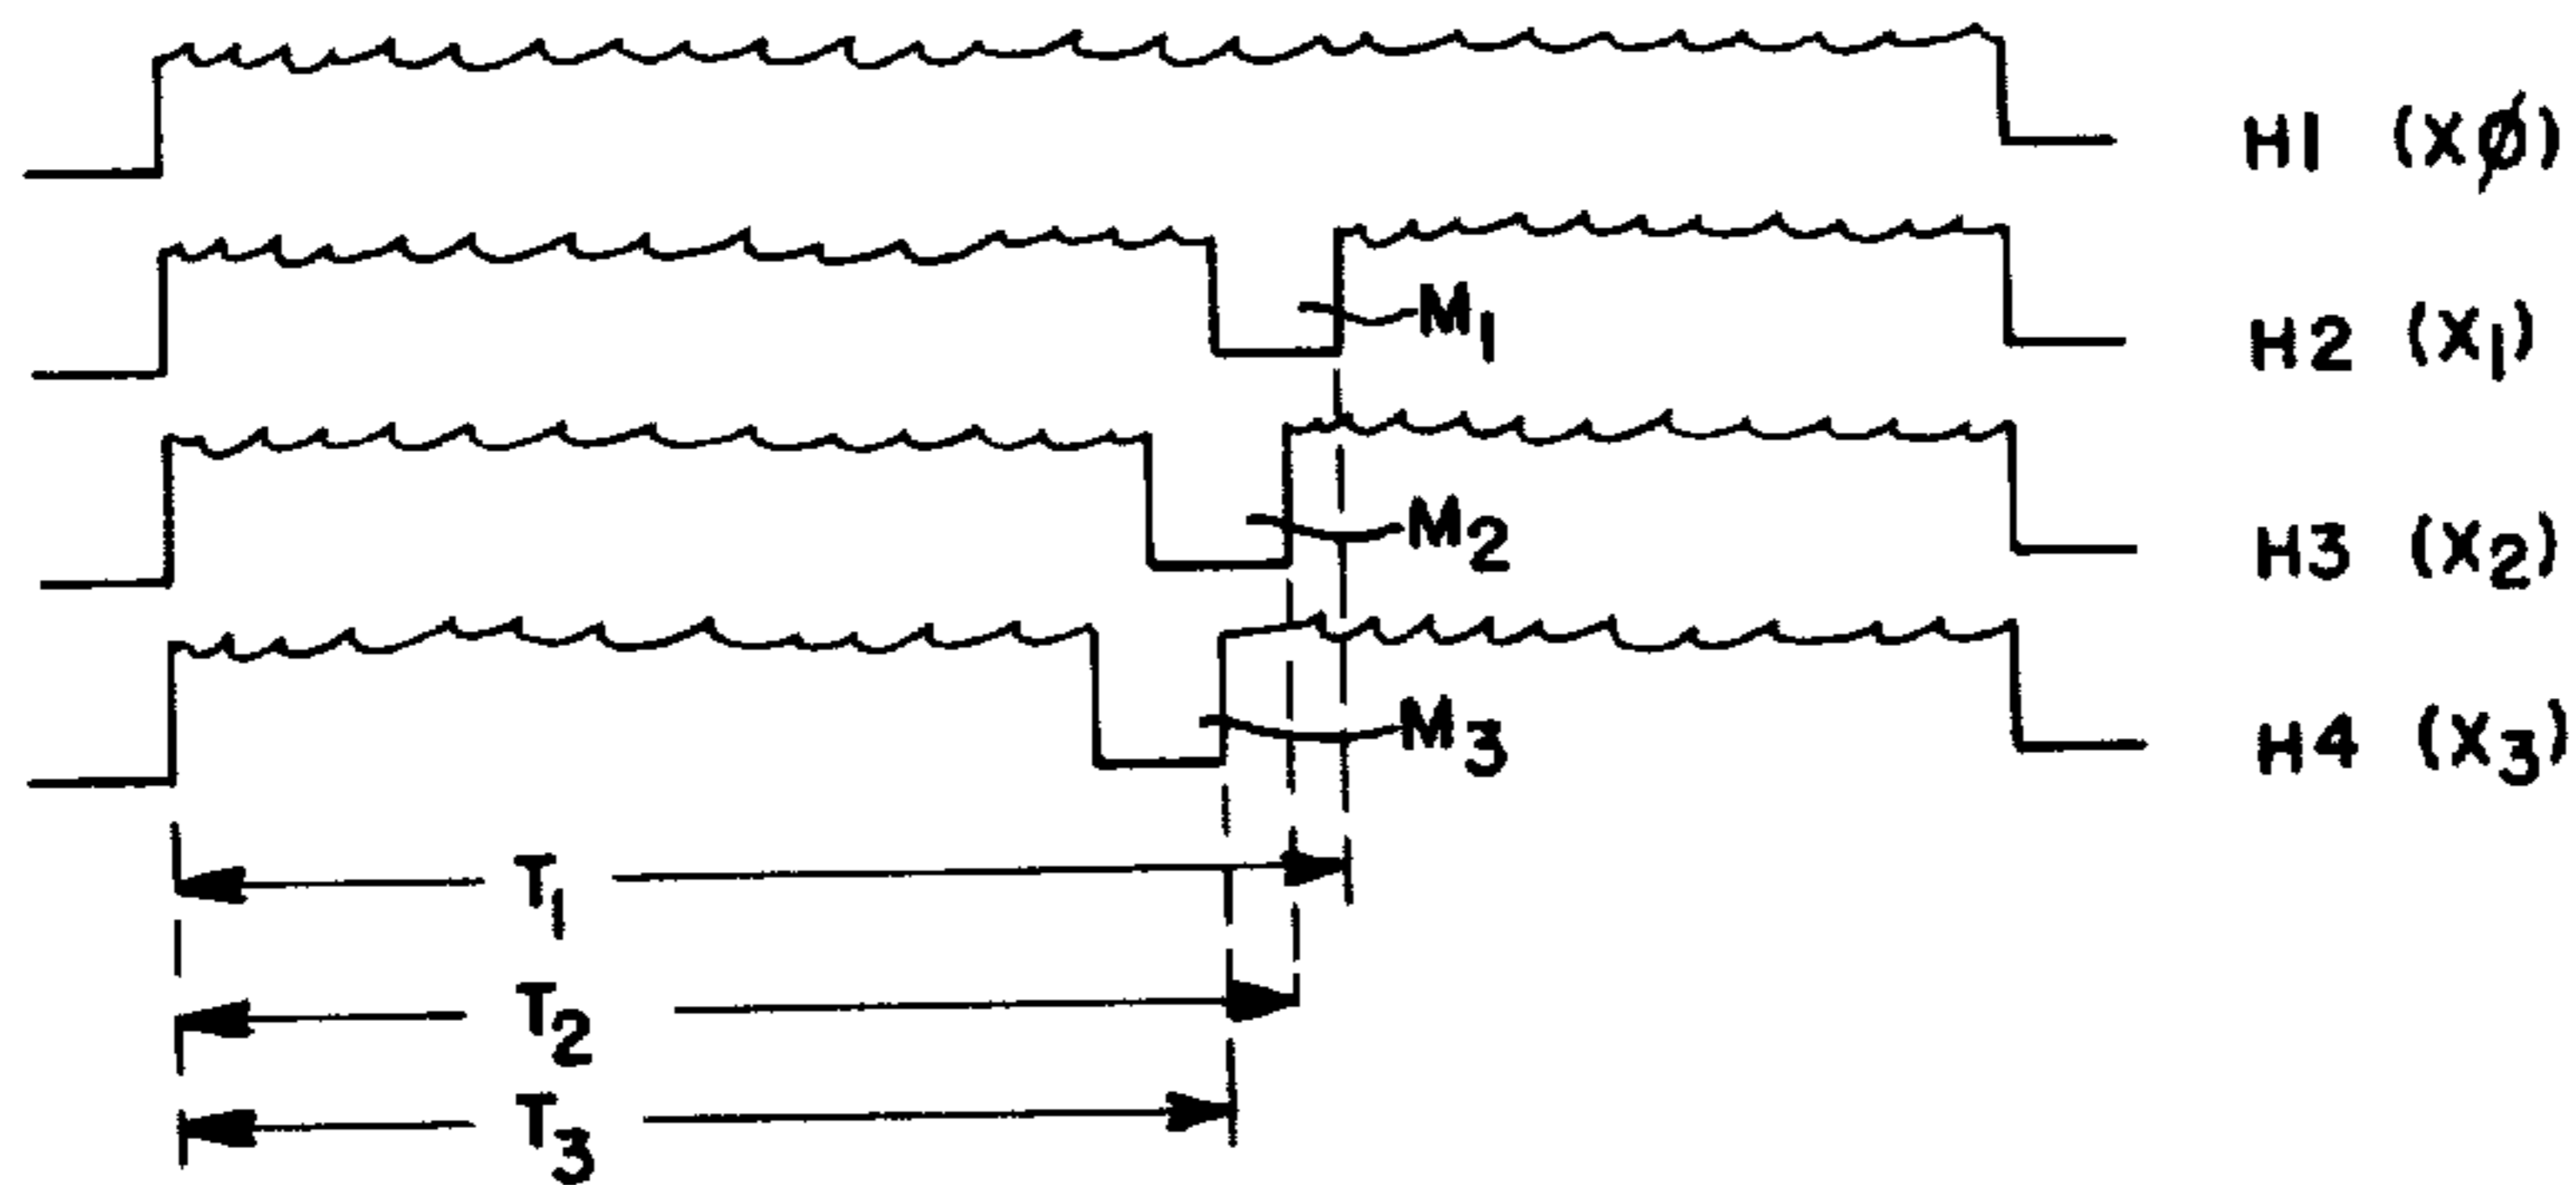 H1 (XØ)
M₁
H2 (X₁)
M₂
H3 (X₂)
M₃
H4 (X₃)
T₁
T₂
T₃